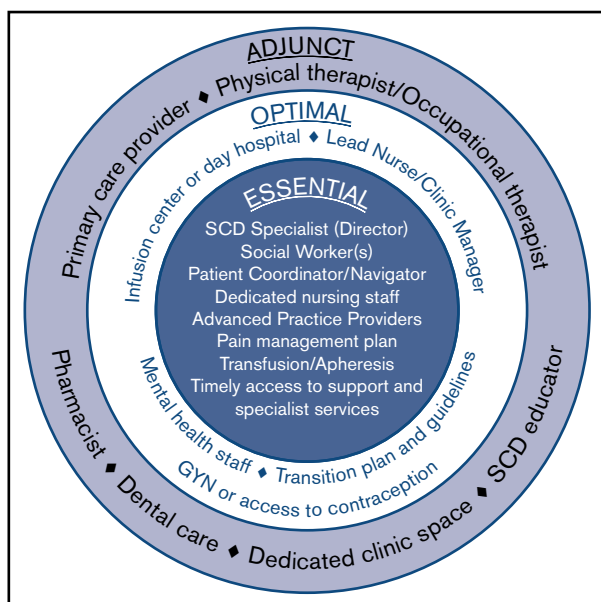 ADJUNCT
Primary care provider ♦ Physical therapist/Occupational therapist
Pharmacist ♦ Dental care ♦ Dedicated clinic space ♦ SCD educator
OPTIMAL
Infusion center or day hospital ♦ Lead Nurse/Clinic Manager
Mental health staff ♦ Transition plan and guidelines
GYN or access to contraception
ESSENTIAL
SCD Specialist (Director)
Social Worker(s)
Patient Coordinator/Navigator
Dedicated nursing staff
Advanced Practice Providers
Pain management plan
Transfusion/Apheresis
Timely access to support and
specialist services